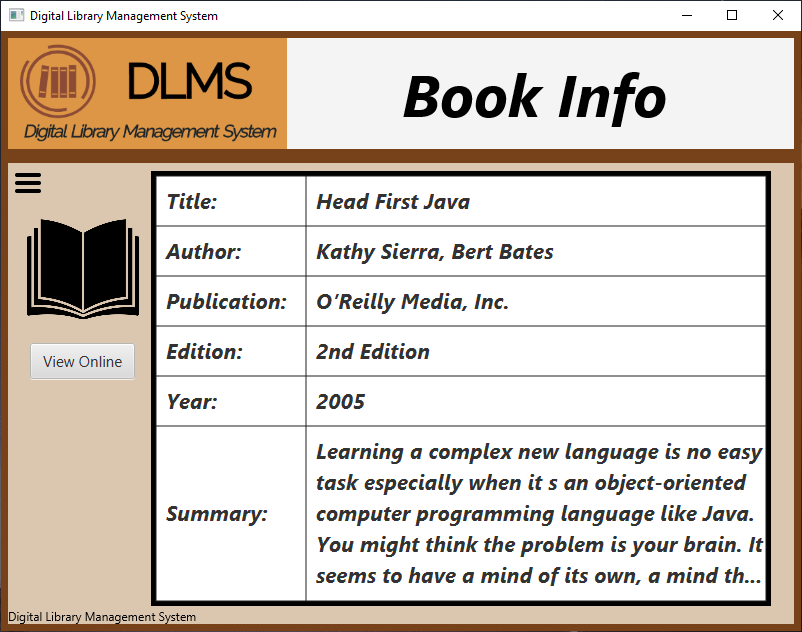 Digital Library Management System
DLMS
Digital Library Management System
Book Info
Title: Head First Java
Author: Kathy Sierra, Bert Bates
Publication: O'Reilly Media, Inc.
Edition: 2nd Edition
View Online
Year: 2005
Summary:
Learning a complex new language is no easy
task especially when it s an object-oriented
computer programming language like Java.
You might think the problem is your brain. It
seems to have a mind of its own, a mind th...
Digital Library Management System